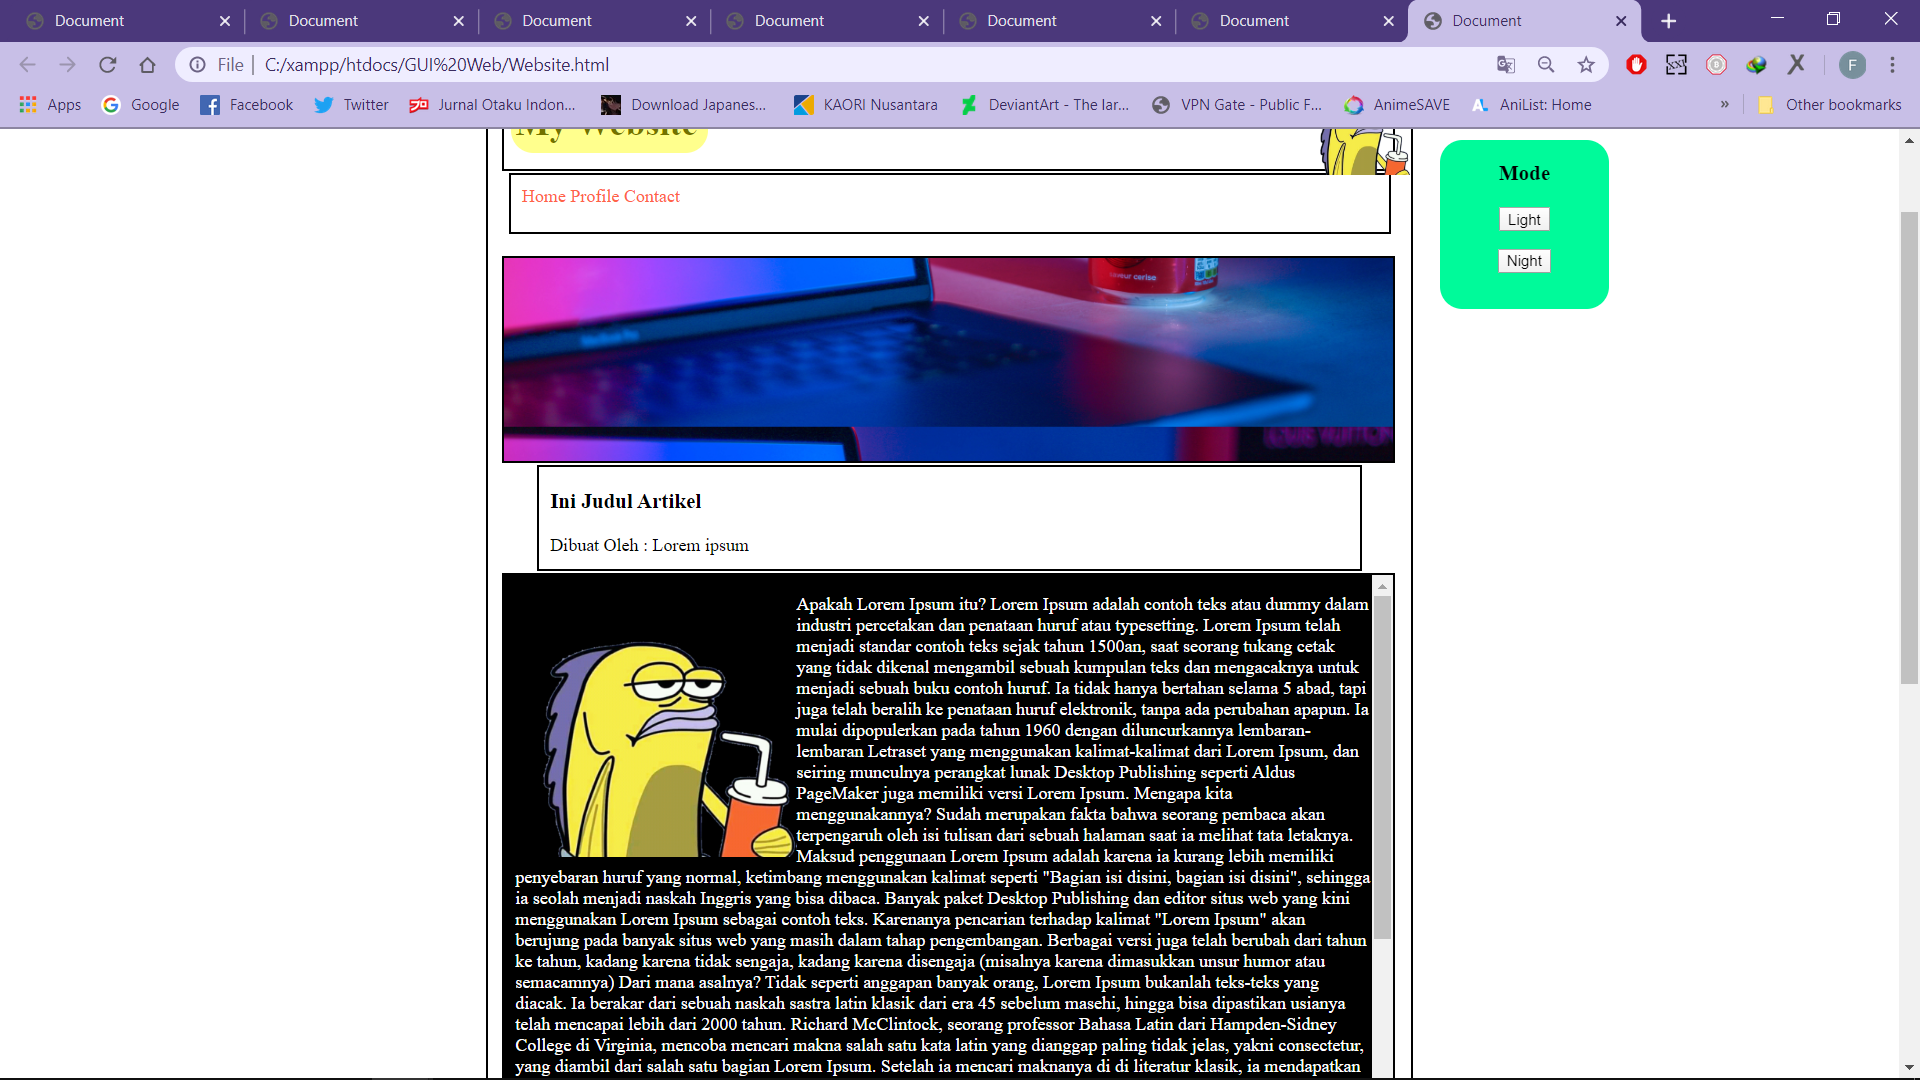 Document
Document
Document
Document
Document
Document
Document
File
C:/xampp/htdocs/GUI%20Web/Website.html
F
Apps
Google
Facebook
Twitter
Jurnal Otaku Indon...
Download Japanes...
KAORI Nusantara
DeviantArt - The lar...
VPN Gate - Public F...
AnimeSAVE
AniList: Home
»
Other bookmarks
My Website
Home Profile Contact
saveur cerise
Mode
Light
Night
Ini Judul Artikel
Dibuat Oleh : Lorem ipsum
Apakah Lorem Ipsum itu? Lorem Ipsum adalah contoh teks atau dummy dalam
industri percetakan dan penataan huruf atau typesetting. Lorem Ipsum telah
menjadi standar contoh teks sejak tahun 1500an, saat seorang tukang cetak
yang tidak dikenal mengambil sebuah kumpulan teks dan mengacaknya untuk
menjadi sebuah buku contoh huruf. Ia tidak hanya bertahan selama 5 abad, tapi
juga telah beralih ke penataan huruf elektronik, tanpa ada perubahan apapun. Ia
mulai dipopulerkan pada tahun 1960 dengan diluncurkannya lembaran-
lembaran Letraset yang menggunakan kalimat-kalimat dari Lorem Ipsum, dan
seiring munculnya perangkat lunak Desktop Publishing seperti Aldus
PageMaker juga memiliki versi Lorem Ipsum. Mengapa kita
menggunakannya? Sudah merupakan fakta bahwa seorang pembaca akan
terpengaruh oleh isi tulisan dari sebuah halaman saat ia melihat tata letaknya.
Maksud penggunaan Lorem Ipsum adalah karena ia kurang lebih memiliki
penyebaran huruf yang normal, ketimbang menggunakan kalimat seperti "Bagian isi disini, bagian isi disini", sehingga
ia seolah menjadi naskah Inggris yang bisa dibaca. Banyak paket Desktop Publishing dan editor situs web yang kini
menggunakan Lorem Ipsum sebagai contoh teks. Karenanya pencarian terhadap kalimat "Lorem Ipsum" akan
berujung pada banyak situs web yang masih dalam tahap pengembangan. Berbagai versi juga telah berubah dari tahun
ke tahun, kadang karena tidak sengaja, kadang karena disengaja (misalnya karena dimasukkan unsur humor atau
semacamnya) Dari mana asalnya? Tidak seperti anggapan banyak orang, Lorem Ipsum bukanlah teks-teks yang
diacak. Ia berakar dari sebuah naskah sastra latin klasik dari era 45 sebelum masehi, hingga bisa dipastikan usianya
telah mencapai lebih dari 2000 tahun. Richard McClintock, seorang professor Bahasa Latin dari Hampden-Sidney
College di Virginia, mencoba mencari makna salah satu kata latin yang dianggap paling tidak jelas, yakni consectetur,
yang diambil dari salah satu bagian Lorem Ipsum. Setelah ia mencari maknanya di di literatur klasik, ia mendapatkan